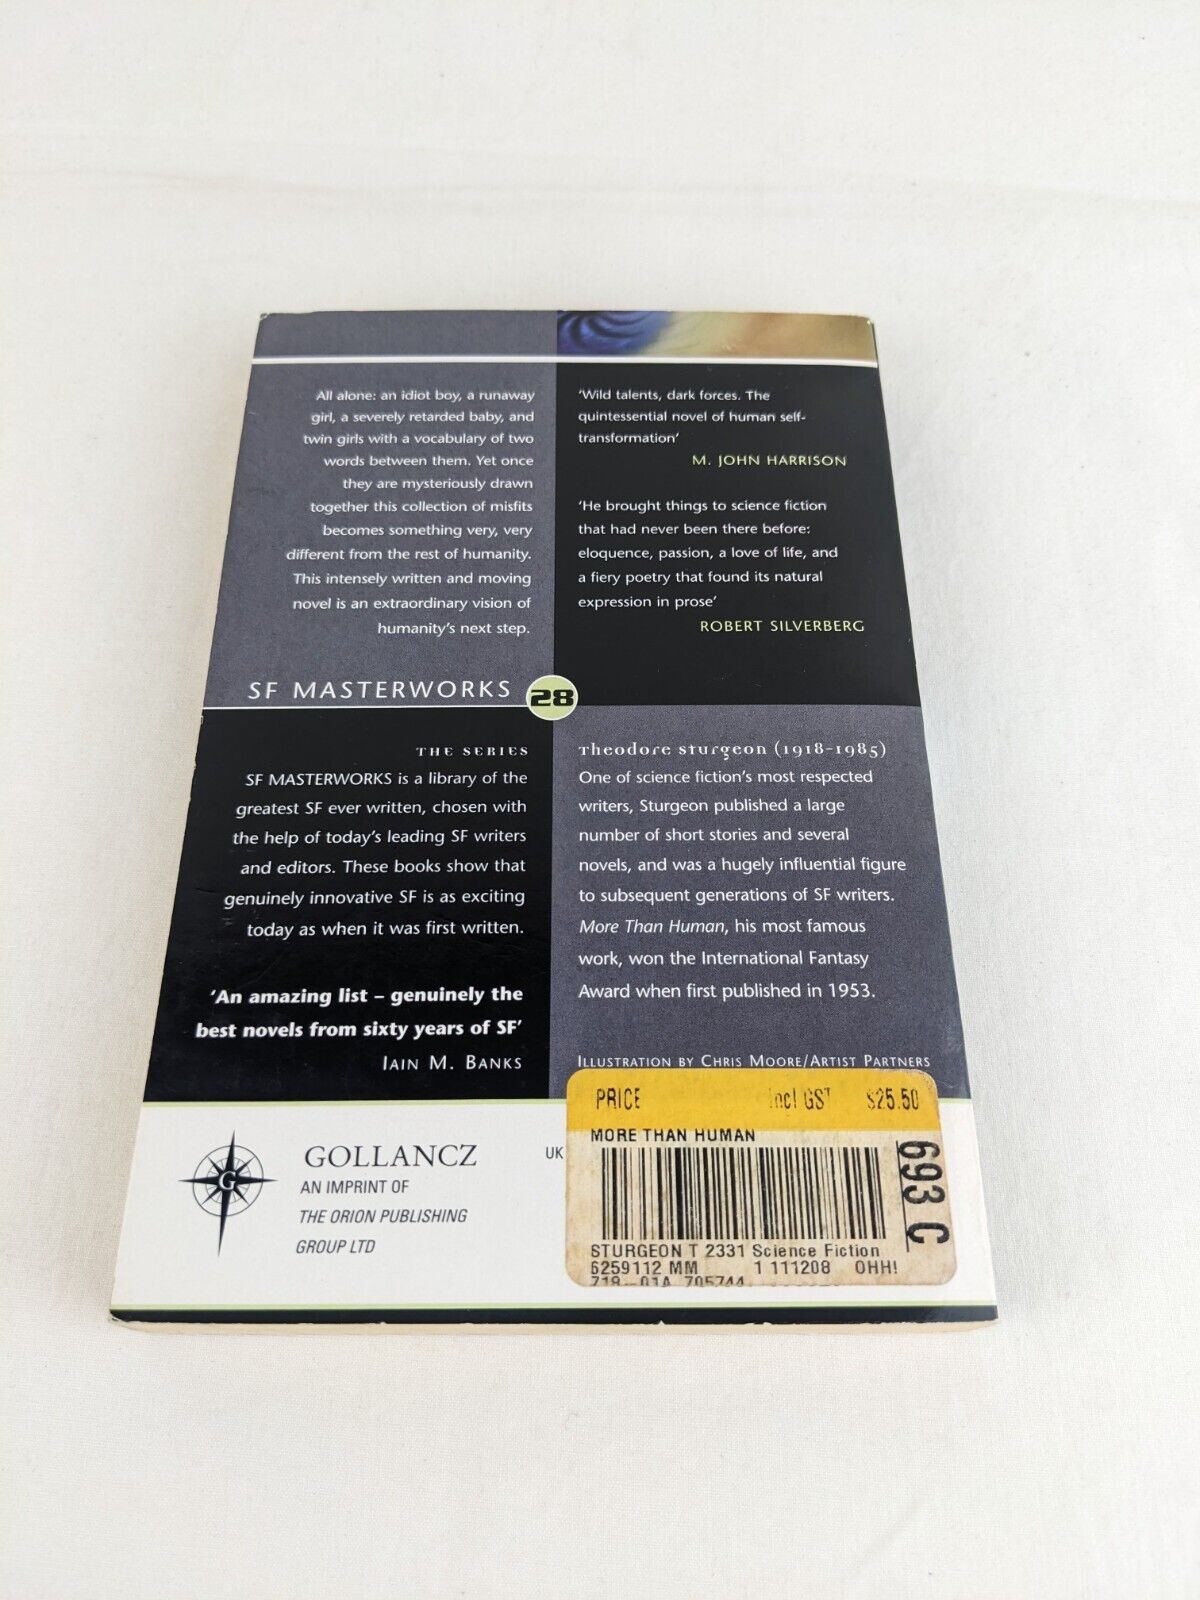 All alone: an idiot boy, a runaway
girl, a severely retarded baby, and
twin girls with a vocabulary of two
words between them. Yet once
they are mysteriously drawn
together this collection of misfits
becomes something very, very
different from the rest of humanity.
This intensely written and moving
novel is an extraordinary vision of
humanity's next step.
'Wild talents, dark forces. The
quintessential novel of human self-
transformation'
M. JOHN HARRISON
'He brought things to science fiction
that had never been there before:
eloquence, passion, a love of life, and
a fiery poetry that found its natural
expression in prose'
ROBERT SILVERBERG
SF MASTERWORKS 28
THE SERIES
SF MASTERWORKS is a library of the
greatest SF ever written, chosen with
the help of today's leading SF writers
and editors. These books show that
genuinely innovative SF is as exciting
today as when it was first written.
'An amazing list – genuinely the
best novels from sixty years of SF'
IAIN M. BANKS
Theodore Sturgeon (1918-1985)
One of science fiction's most respected
writers, Sturgeon published a large
number of short stories and several
novels, and was a hugely influential figure
to subsequent generations of SF writers.
More Than Human, his most famous
work, won the International Fantasy
Award when first published in 1953.
ILLUSTRATION BY CHRIS MOORE/ARTIST PARTNERS
G
GOLLANCZ
AN IMPRINT OF
THE ORION PUBLISHING
GROUP LTD
UK
PRICE incl GST $25.50
MORE THAN HUMAN
693 C
STURGEON T 2331 Science Fiction
6259112 MM 1 111208 OHH!
718-01A 705744